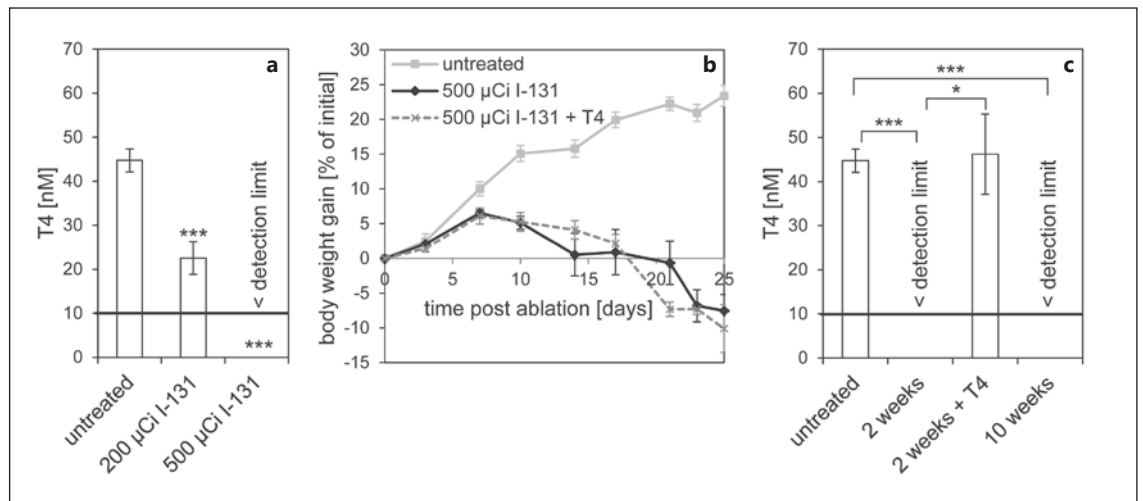 a
70
60
50
40
30
20
10
0
T4 [nM]
***
< detection limit
***
untreated
200 µCi I-131
500 µCi I-131
b
30
25
20
15
10
5
0
-5
-10
-15
body weight gain [% of initial]
untreated
500 µCi I-131
500 µCi I-131 + T4
0 5 10 15 20 25
time post ablation [days]
c
70
60
50
40
30
20
10
0
T4 [nM]
***
*
***
< detection limit
< detection limit
untreated
2 weeks
2 weeks + T4
10 weeks